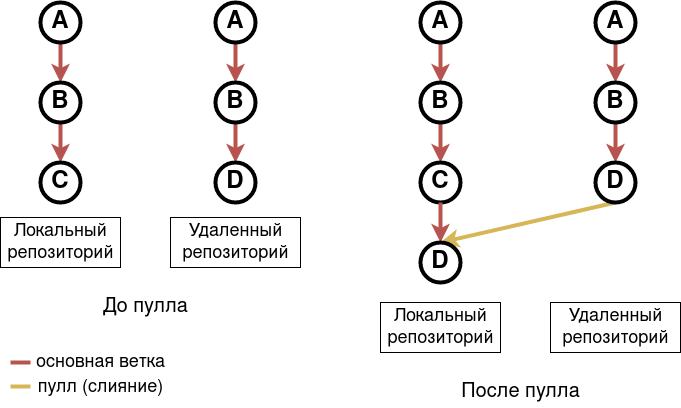 A A A A
B B B B
C D C D
Локальный Удаленный
репозиторий репозиторий
D
До пулла
Локальный Удаленный
репозиторий репозиторий
основная ветка
пулл (слияние)
После пулла